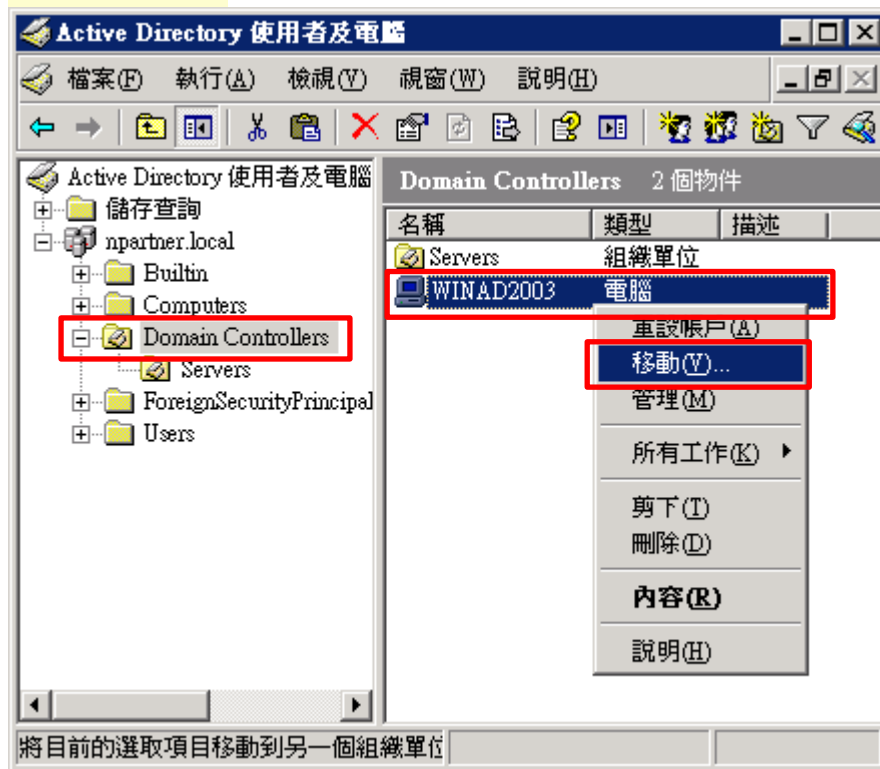 Active Directory 使用者及電腦
檔案(F) 執行(A) 檢視(V) 視窗(W) 說明(H)
Active Directory 使用者及電腦
儲存查詢
npartner.local
Builtin
Computers
Domain Controllers
Servers
ForeignSecurityPrincipal
Users
Domain Controllers 2 個物件
名稱 類型 描述
Servers 組織單位
WINAD2003 電腦
重設帳戶(A)
移動(V)...
管理(M)
所有工作(K)
剪下(T)
刪除(D)
內容(R)
說明(H)
將目前的選取項目移動到另一個組織單位